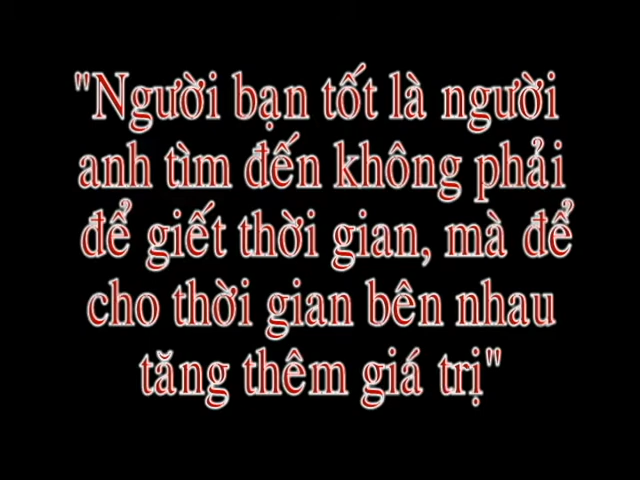 "Người bạn tốt là người
anh tìm đến không phải
để giết thời gian, mà để
cho thời gian bên nhau
tăng thêm giá trị"